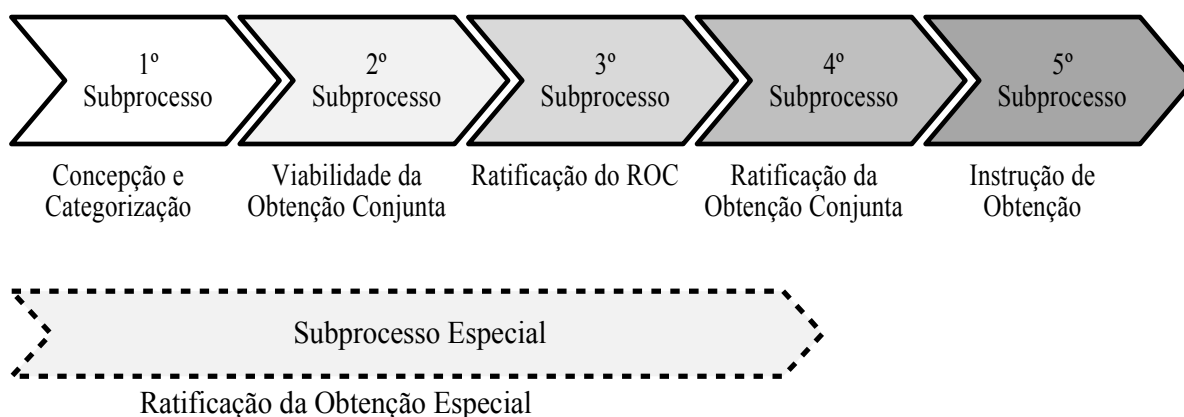 1º
Subprocesso
2º
Subprocesso
3º
Subprocesso
4º
Subprocesso
5º
Subprocesso
Concepção e
Categorização
Viabilidade da
Obtenção Conjunta
Ratificação do ROC
Ratificação da
Obtenção Conjunta
Instrução de
Obtenção
Subprocesso Especial
Ratificação da Obtenção Especial